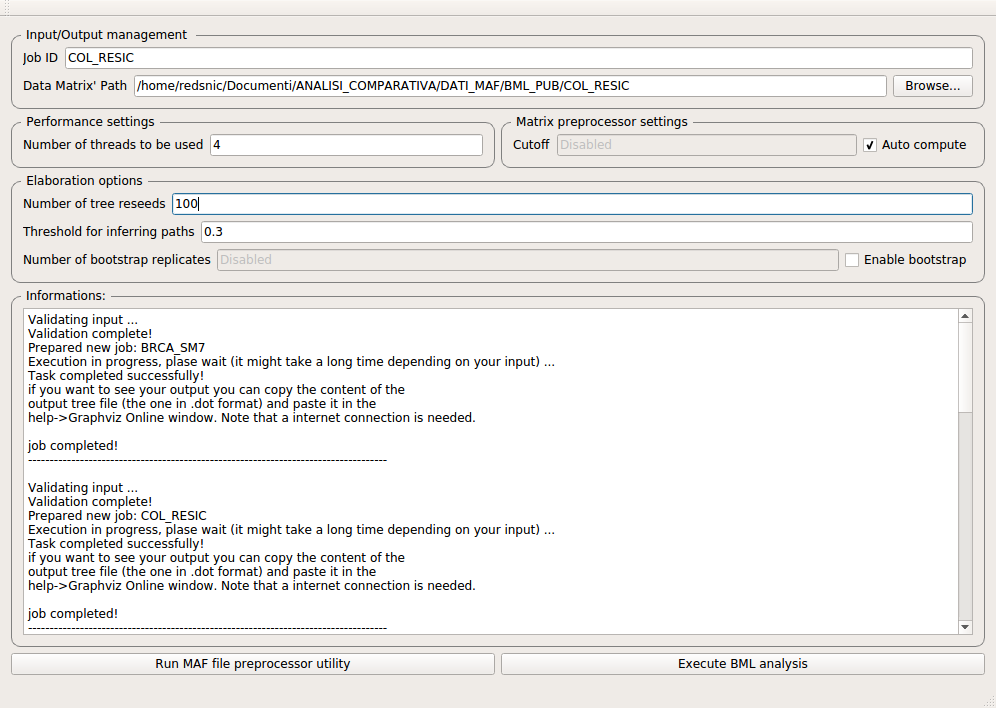 Input/Output management
Job ID COL_RESIC
Data Matrix' Path /home/redsnic/Documenti/ANALISI_COMPARATIVA/DATI_MAF/BML_PUB/COL_RESIC Browse...
Performance settings
Number of threads to be used 4
Matrix preprocessor settings
Cutoff Disabled Auto compute
Elaboration options
Number of tree reseeds 100
Threshold for inferring paths 0.3
Number of bootstrap replicates Disabled Enable bootstrap
Informations:
Validating input ...
Validation complete!
Prepared new job: BRCA_SM7
Execution in progress, plase wait (it might take a long time depending on your input) ...
Task completed successfully!
if you want to see your output you can copy the content of the
output tree file (the one in .dot format) and paste it in the
help->Graphviz Online window. Note that a internet connection is needed.
job completed!
--------------------------------------------------------------------------------
Validating input ...
Validation complete!
Prepared new job: COL_RESIC
Execution in progress, plase wait (it might take a long time depending on your input) ...
Task completed successfully!
if you want to see your output you can copy the content of the
output tree file (the one in .dot format) and paste it in the
help->Graphviz Online window. Note that a internet connection is needed.
job completed!
--------------------------------------------------------------------------------
Run MAF file preprocessor utility Execute BML analysis